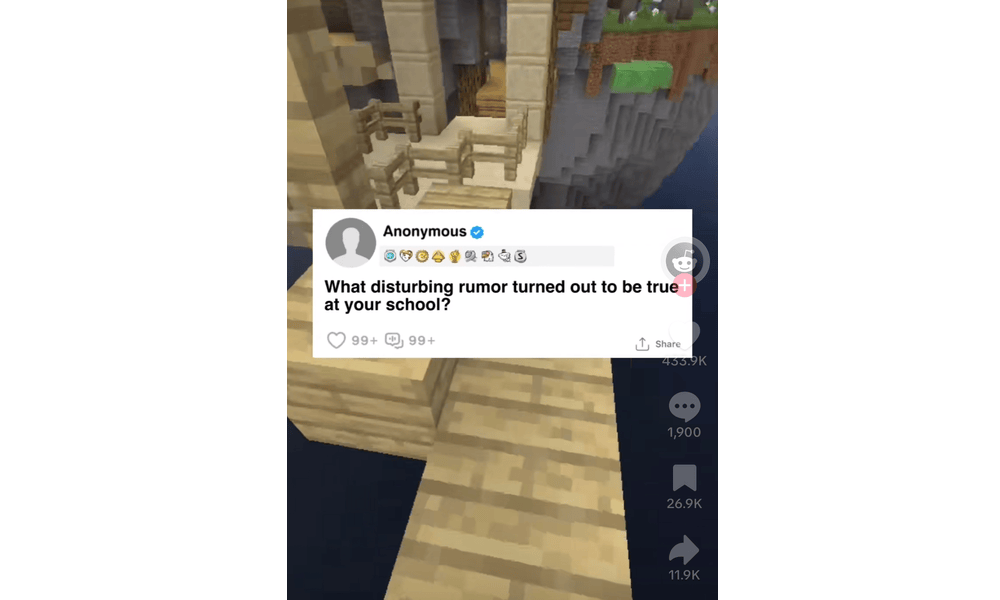 Anonymous
What disturbing rumor turned out to be true
at your school?
99+ 99+
Share
433.9K
1,900
26.9K
11.9K